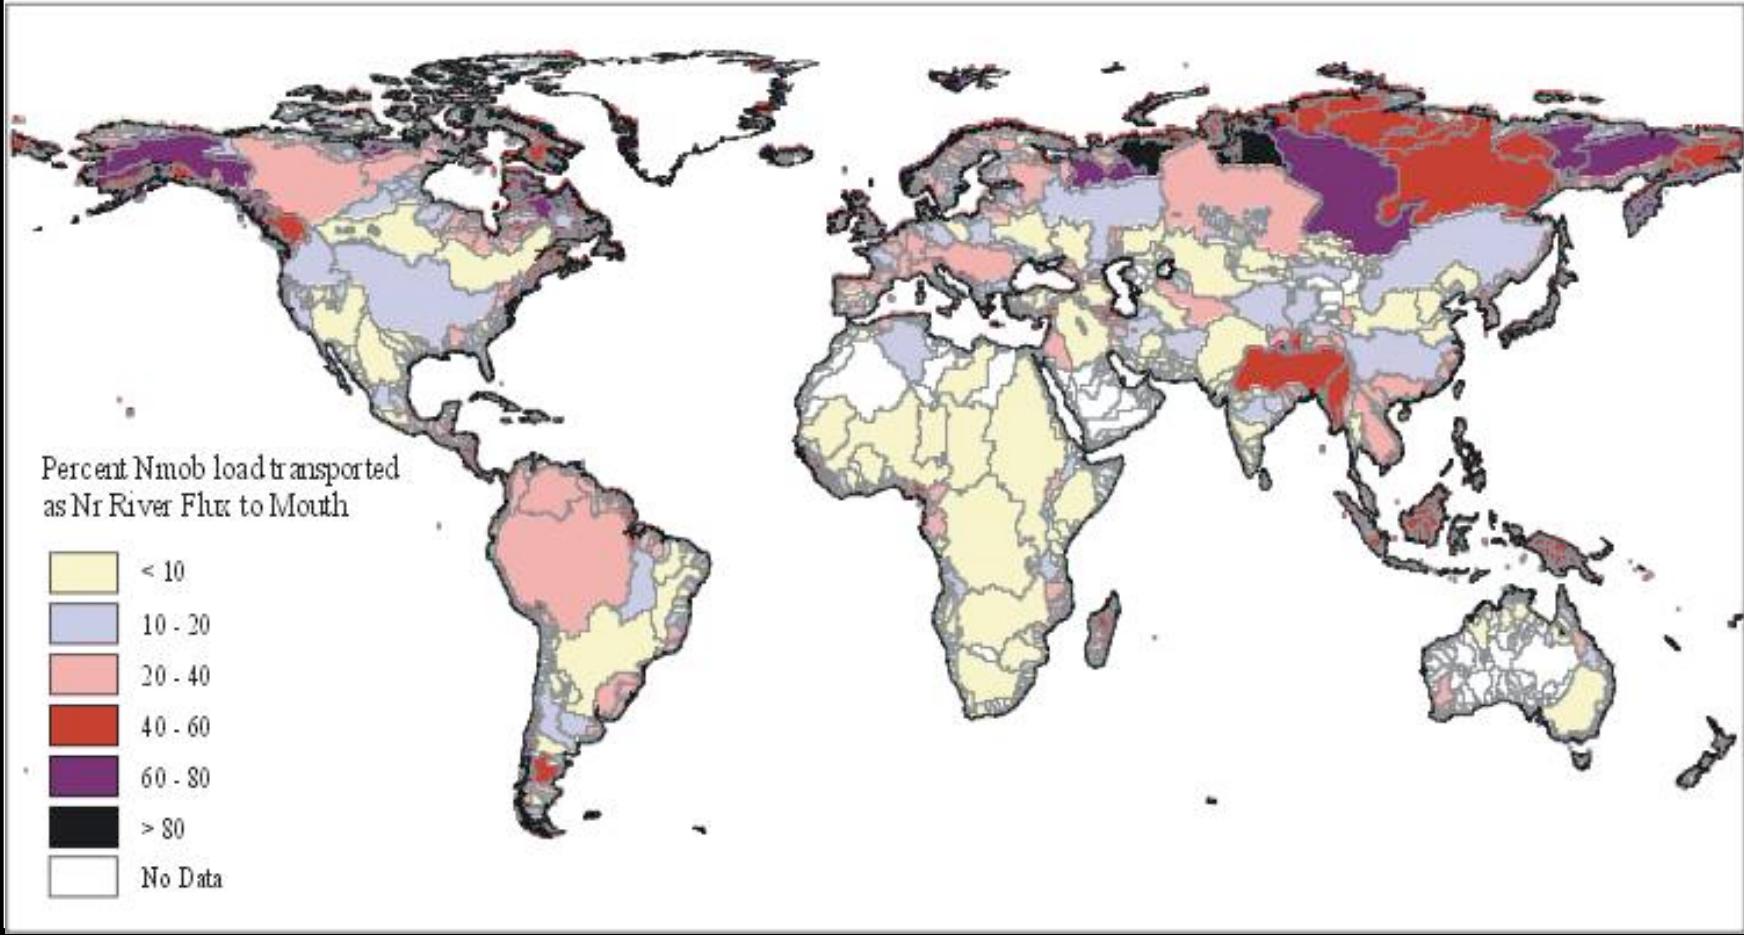 Percent Nmob load transported
as Nr River Flux to Mouth
< 10
10 - 20
20 - 40
40 - 60
60 - 80
> 80
No Data